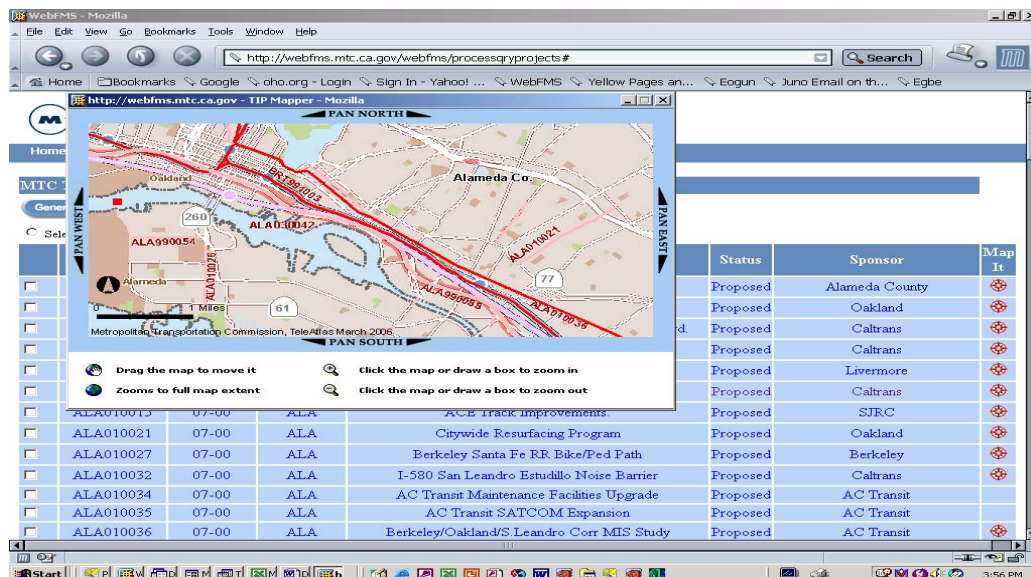 WebFMS - Mozilla
File Edit View Go Bookmarks Tools Window Help
http://webfms.mtc.ca.gov/webfms/processqryprojects#
Search
Home Bookmarks Google oho.org - Login Sign In - Yahoo! ... WebFMS Yellow Pages an... Eogun Juno Email on th... Egbe
http://webfms.mtc.ca.gov - TIP Mapper - Mozilla
PAN NORTH
M
Home
MTC
PAN WEST
PAN EAST
Oakland
BRT991003
Alameda Co.
260
ALA030042
ALA990054
ALA010026
ALA010021
77
Alameda
ALA990055
ALA010036
0 1 Miles
61
Metropolitan Transportation Commission, TeleAtlas March 2006
PAN SOUTH
Drag the map to move it Click the map or draw a box to zoom in
Zooms to full map extent Click the map or draw a box to zoom out
Status Sponsor Map It
Proposed Alameda County
Proposed Oakland
rd. Proposed Caltrans
Proposed Caltrans
Proposed Livermore
Proposed Caltrans
ALA010015 07-00 ALA ACE Track Improvements. Proposed SJRC
ALA010021 07-00 ALA Citywide Resurfacing Program Proposed Oakland
ALA010027 07-00 ALA Berkeley Santa Fe RR Bike/Ped Path Proposed Berkeley
ALA010032 07-00 ALA I-580 San Leandro Estudillo Noise Barrier Proposed Caltrans
ALA010034 07-00 ALA AC Transit Maintenance Facilities Upgrade Proposed AC Transit
ALA010035 07-00 ALA AC Transit SATCOM Expansion Proposed AC Transit
ALA010036 07-00 ALA Berkeley/Oakland/S.Leandro Corr MIS Study Proposed AC Transit
Start 3:56 PM